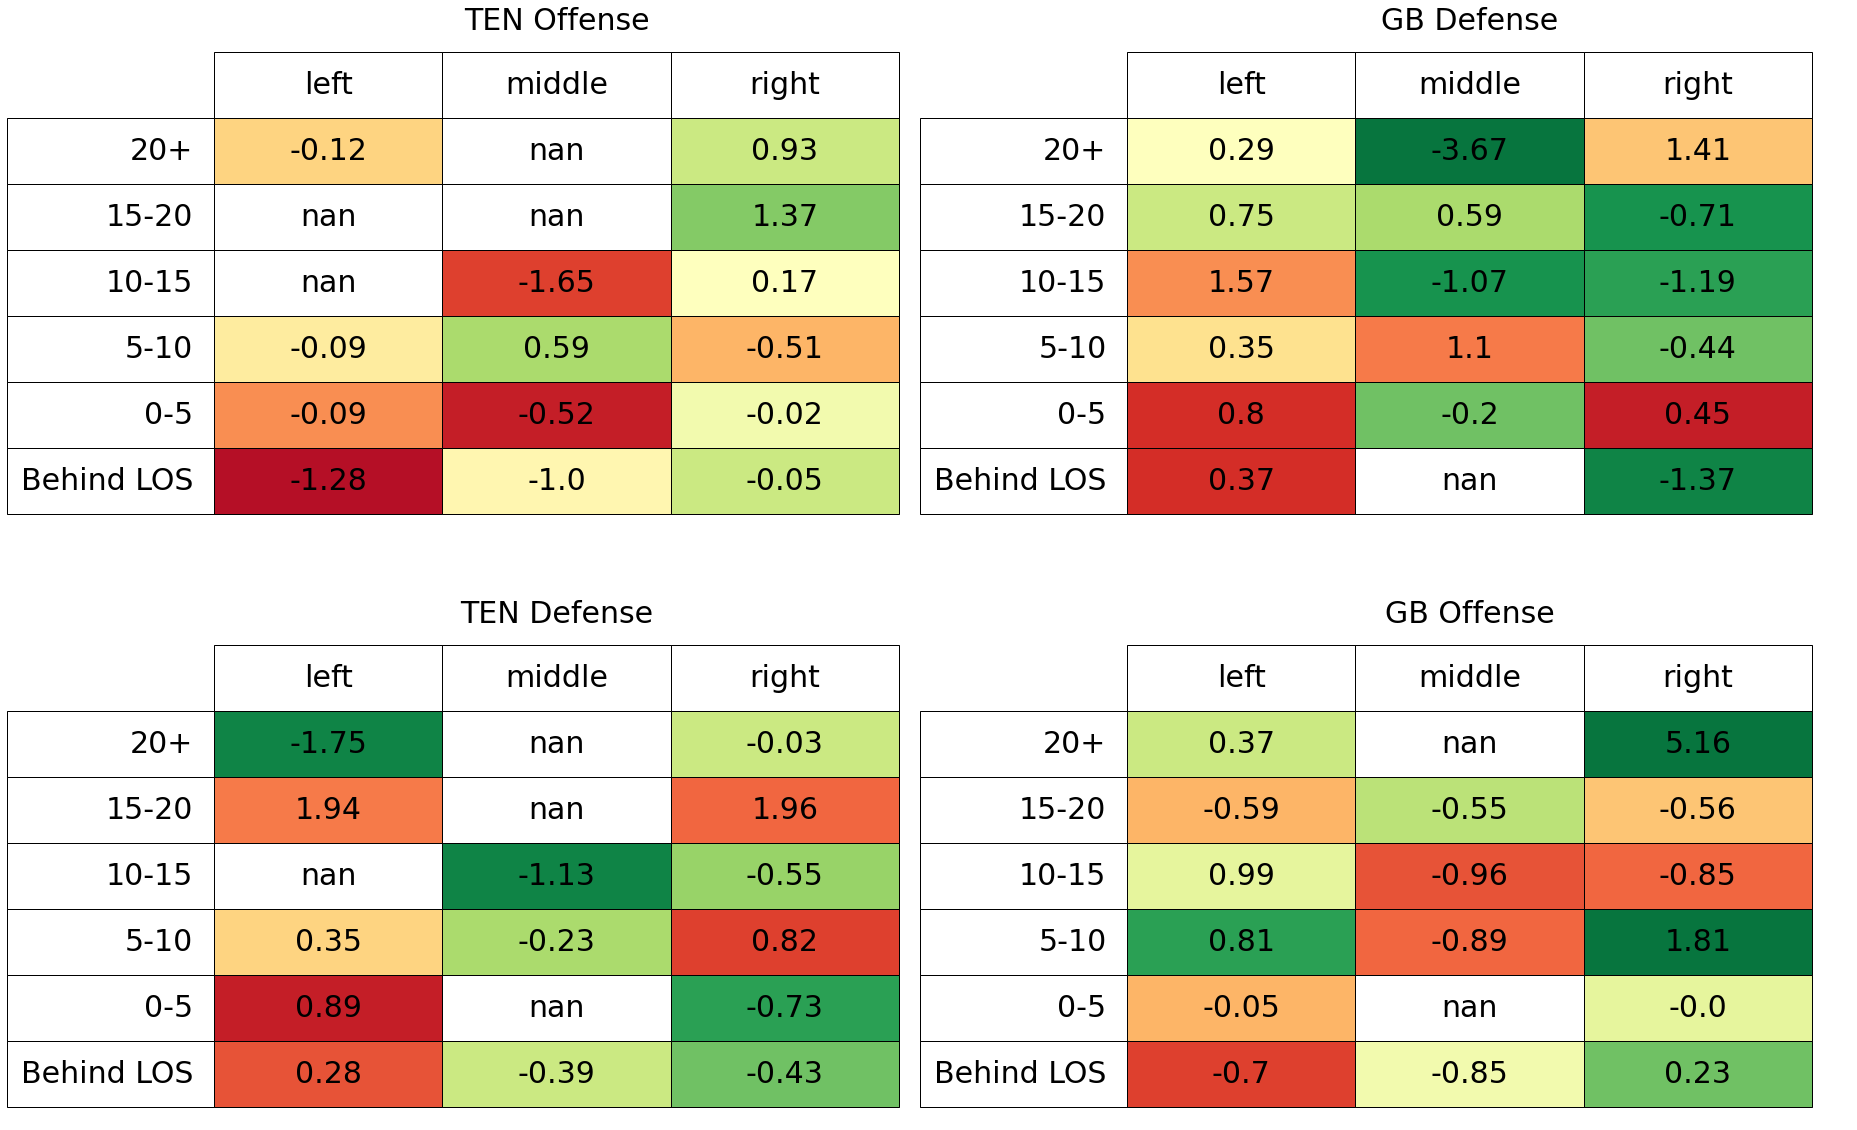 TEN Offense
left middle right
20+ -0.12 nan 0.93
15-20 nan nan 1.37
10-15 nan -1.65 0.17
5-10 -0.09 0.59 -0.51
0-5 -0.09 -0.52 -0.02
Behind LOS -1.28 -1.0 -0.05
GB Defense
left middle right
20+ 0.29 -3.67 1.41
15-20 0.75 0.59 -0.71
10-15 1.57 -1.07 -1.19
5-10 0.35 1.1 -0.44
0-5 0.8 -0.2 0.45
Behind LOS 0.37 nan -1.37
TEN Defense
left middle right
20+ -1.75 nan -0.03
15-20 1.94 nan 1.96
10-15 nan -1.13 -0.55
5-10 0.35 -0.23 0.82
0-5 0.89 nan -0.73
Behind LOS 0.28 -0.39 -0.43
GB Offense
left middle right
20+ 0.37 nan 5.16
15-20 -0.59 -0.55 -0.56
10-15 0.99 -0.96 -0.85
5-10 0.81 -0.89 1.81
0-5 -0.05 nan -0.0
Behind LOS -0.7 -0.85 0.23